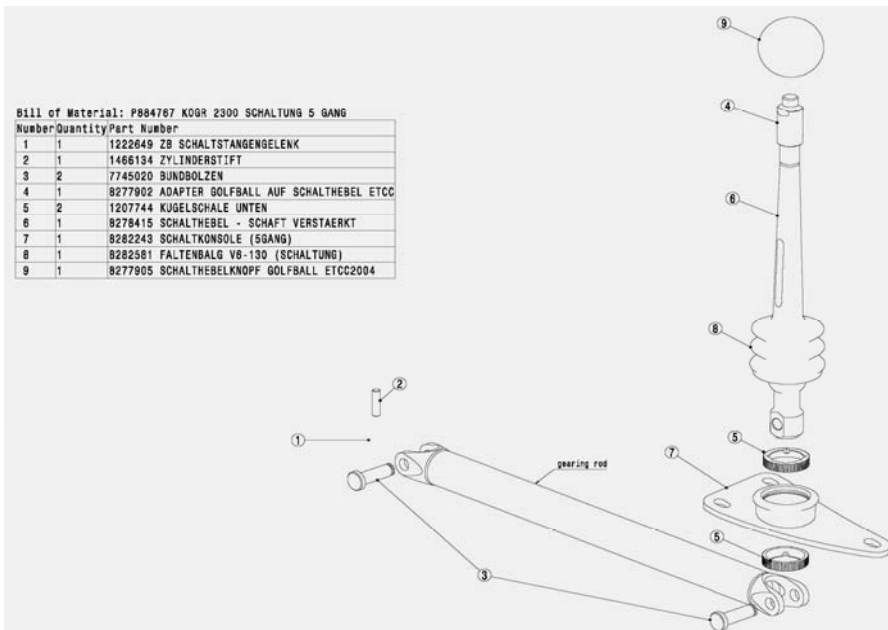 Bill of Material: P884767 KOGR 2300 SCHALTUNG 5 GANG
Number Quantity Part Number
1 1 1222649 ZB SCHALTSTANGENGELENK
2 1 1466134 ZYLINDERSTIFT
3 2 7745020 BUNDBOLZEN
4 1 8277902 ADAPTER GOLFBALL AUF SCHALTHEBEL ETCC
5 2 1207744 KUGELSCHALE UNTEN
6 1 8278415 SCHALTHEBEL - SCHAFT VERSTAERKT
7 1 8282243 SCHALTKONSOLE (5GANG)
8 1 8282581 FALTENBALG V8-130 (SCHALTUNG)
9 1 8277905 SCHALTHEBELKNOPF GOLFBALL ETCC2004
9
4
6
8
2
1
5
7
gearing rod
5
3
1